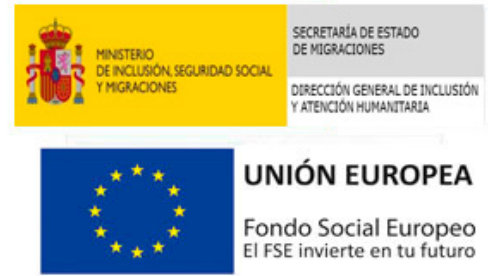 MINISTERIO
DE INCLUSIÓN, SEGURIDAD SOCIAL
Y MIGRACIONES
SECRETARÍA DE ESTADO
DE MIGRACIONES
DIRECCIÓN GENERAL DE INCLUSIÓN
Y ATENCIÓN HUMANITARIA
UNIÓN EUROPEA
Fondo Social Europeo
El FSE invierte en tu futuro